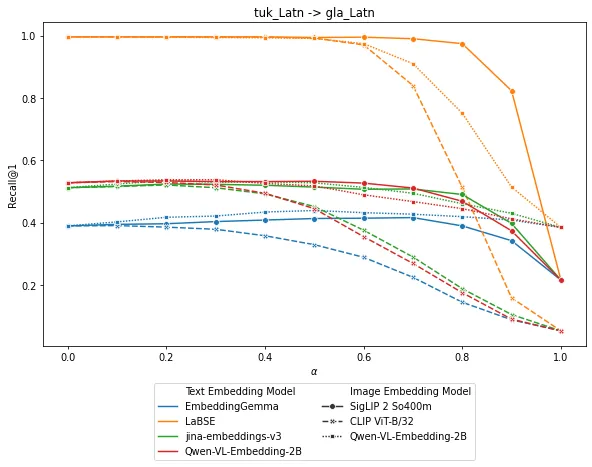 tuk_Latn -> gla_Latn
1.0
0.8
0.6
0.4
0.2
Recall@1
0.0 0.2 0.4 0.6 0.8 1.0
α
Text Embedding Model Image Embedding Model
EmbeddingGemma SigLIP 2 So400m
LaBSE CLIP ViT-B/32
jina-embeddings-v3 Qwen-VL-Embedding-2B
Qwen-VL-Embedding-2B